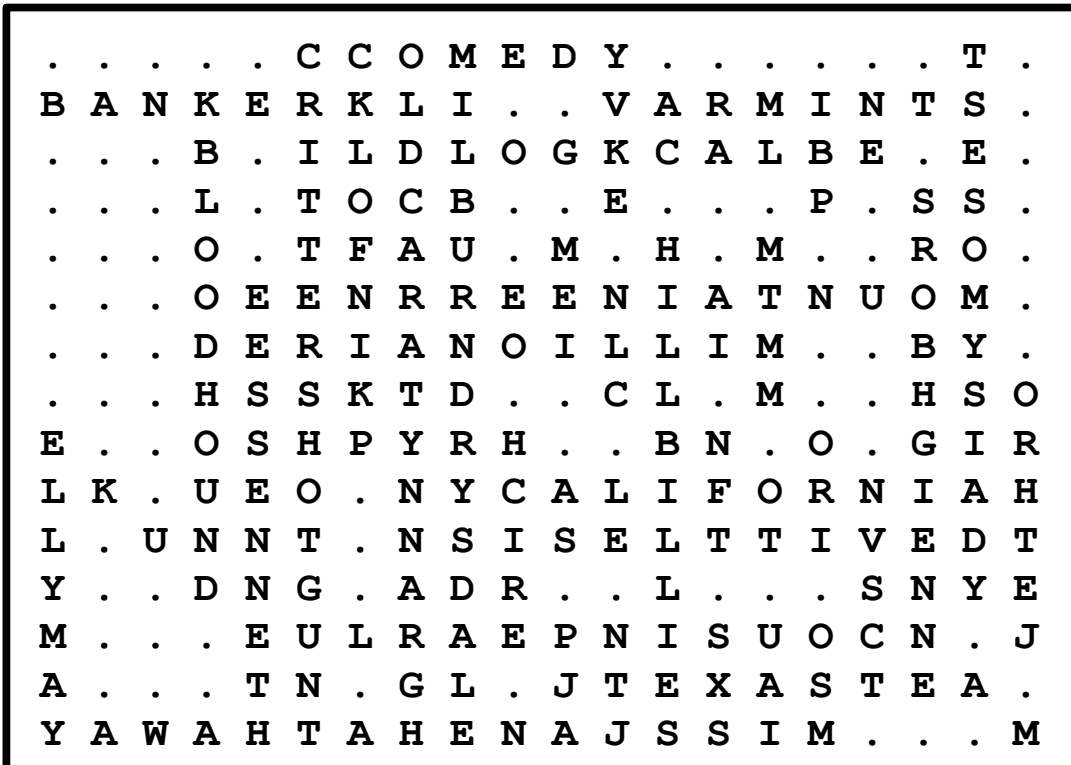 . . . . . C C O M E D Y . . . . . . T .
B A N K E R K L I . . V A R M I N T S .
. . . B . I L D L O G K C A L B E . E .
. . . L . T O C B . . E . . . P . S S .
. . . O . T F A U . M . H . M . . R O .
. . . O E E N R R E E N I A T N U O M .
. . . D E R I A N O I L L I M . . B Y .
. . . H S S K T D . . C L . M . . H S O
E . . O S H P Y R H . . B N . O . G I R
L K . U E O . N Y C A L I F O R N I A H
L . U N N T . N S I S E L T T I V E D T
Y . . D N G . A D R . . L . . . S N Y E
M . . . E U L R A E P N I S U O C N . J
A . . . T N . G L . J T E X A S T E A .
Y A W A H T A H E N A J S S I M . . . M